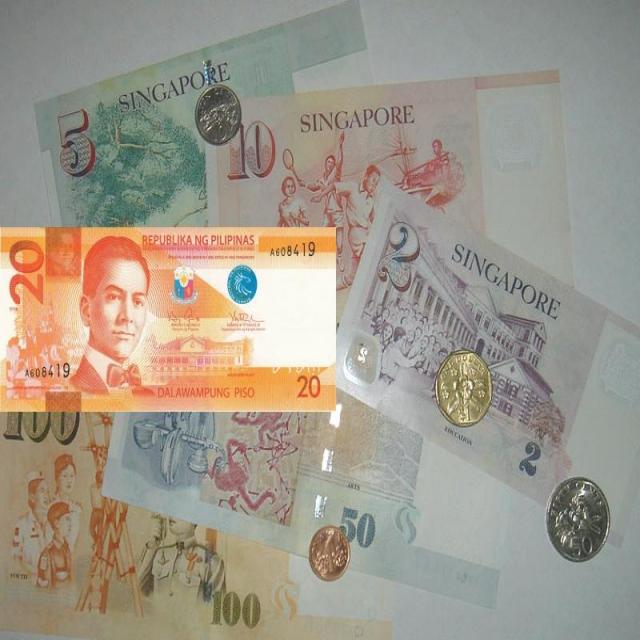 SINGAPORE
5
SINGAPORE
10
SINGAPORE
2
EDUCATION
2
REPUBLIKA NG PILIPINAS
20
A608419
A608419
DALAWAMPUNG PISO
20
100
YOUTH
100
ARTS
50